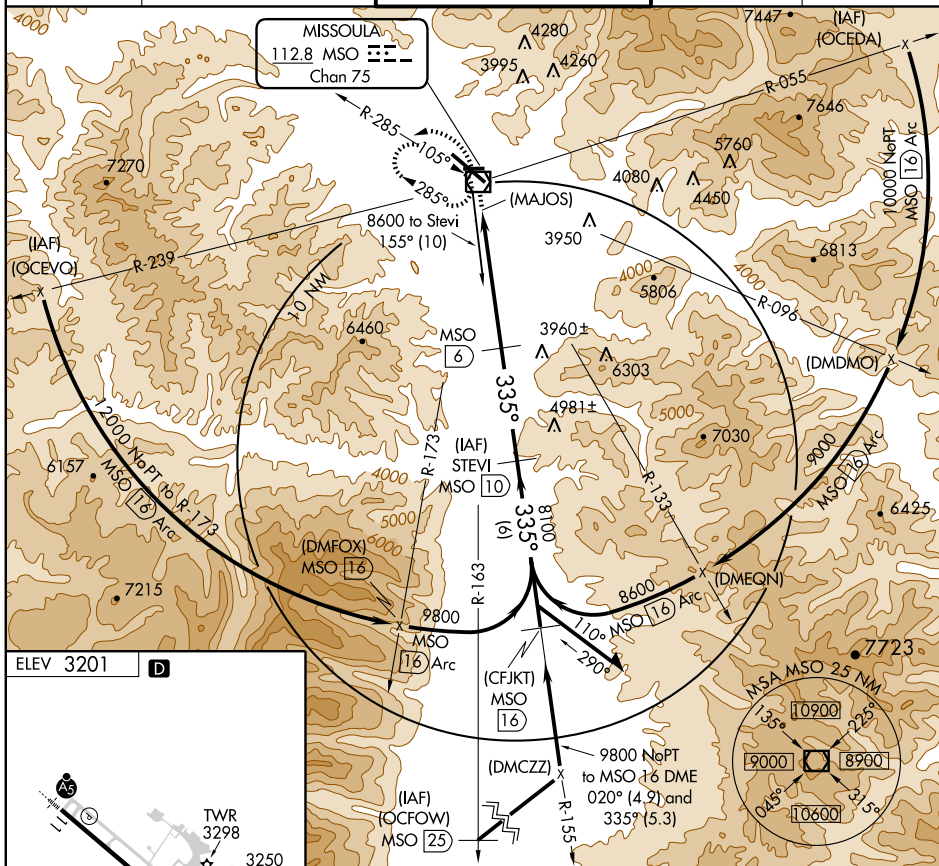 4000
MISSOULA
112.8 MSO
Chan 75
4280
3995
4260
7447
(IAF)
(OCEDA)
R-055
7646
R-285
105°
285°
7270
5760
4080
4450
10000 NoPT
MSO 16 Arc
(MAJOS)
8600 to Stevi
155° (10)
3950
(IAF)
(OCEVQ)
R-239
10 NM
6813
4000
4000
5806
R-096
6460
MSO
6
3960±
6303
(DMDMO)
335°
5000
4981±
7030
12000 NoPT to R-173
MSO 16 Arc
R-173
(IAF)
STEVI
MSO 10
R-133
9000
MSO 16 Arc
6157
4000
5000
6000
335°
8100
(6)
6425
(DMFOX)
MSO 16
R-163
(DMEQN)
8600
MSO 16 Arc
7215
9800
MSO
16 Arc
110°
290°
7723
(CFJKT)
MSO
16
MSA MSO 25 NM
135°
10900
225°
9000
8900
045°
10600
315°
ELEV 3201
D
9800 NoPT
to MSO 16 DME
020° (4.9) and
335° (5.3)
(DMCZZ)
R-155
(IAF)
(OCFOW)
MSO 25
A5
P
TWR
3298
3250